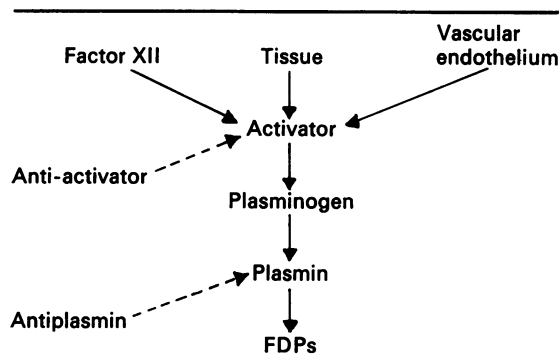 Factor XII
Tissue
Vascular
endothelium
Activator
Anti-activator
Plasminogen
Plasmin
Antiplasmin
FDPs